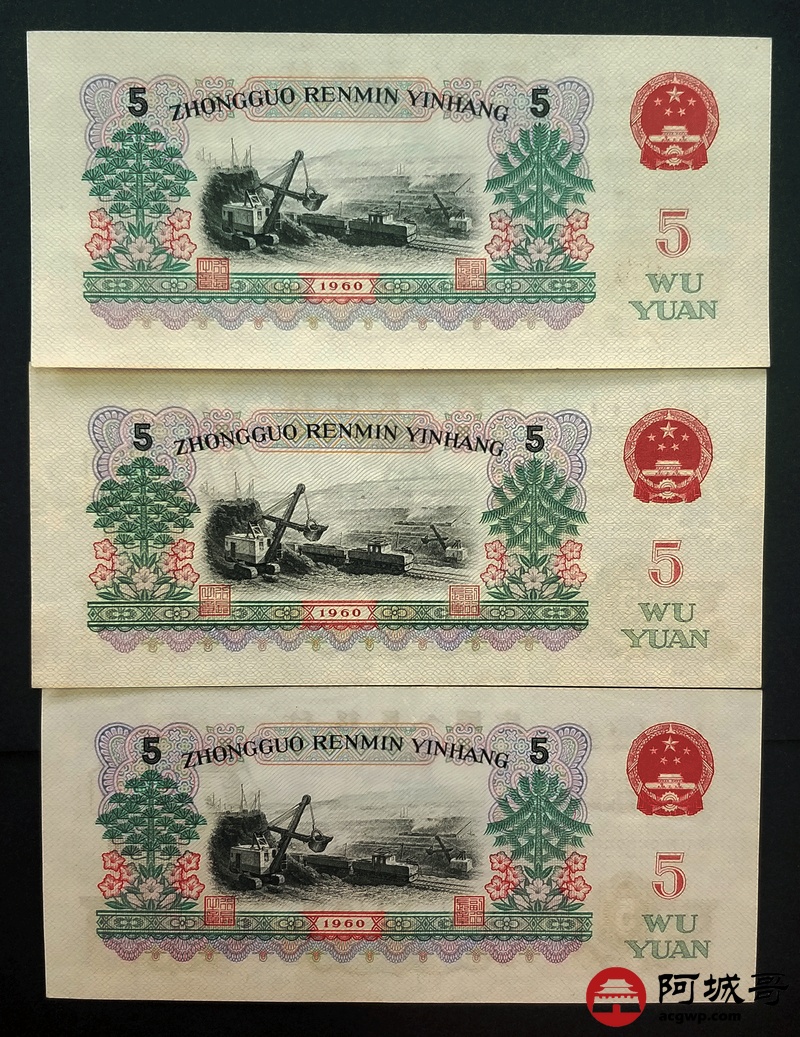 5 ZHONGGUO RENMIN YINHANG 5
5
WU
YUAN
1960
5 ZHONGGUO RENMIN YINHANG 5
5
WU
YUAN
1960
5 ZHONGGUO RENMIN YINHANG 5
5
WU
YUAN
1960
阿城哥
acgwp.com